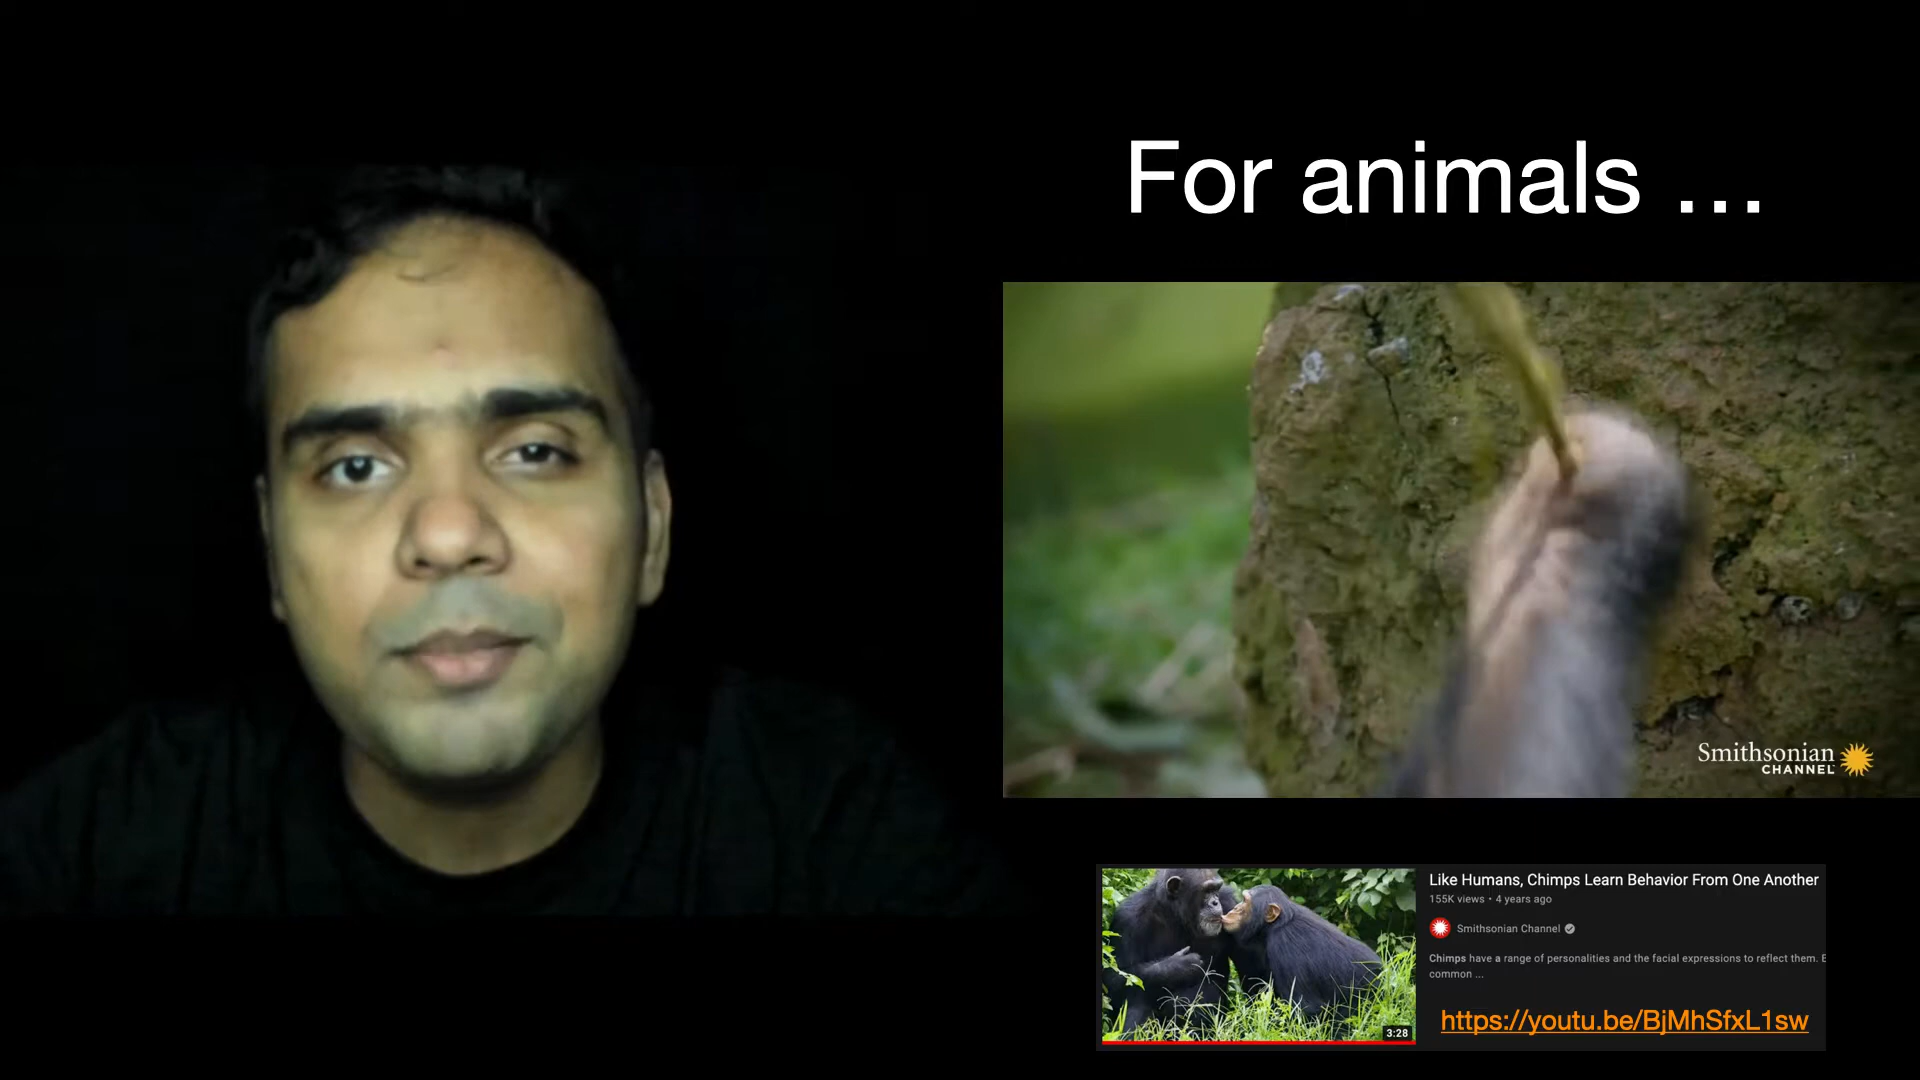 For animals ...
Smithsonian
CHANNEL
Like Humans, Chimps Learn Behavior From One Another
155K views • 4 years ago
Smithsonian Channel
Chimps have a range of personalities and the facial expressions to reflect them.
common ...
3:28
https://youtu.be/BjMhSfxL1sw